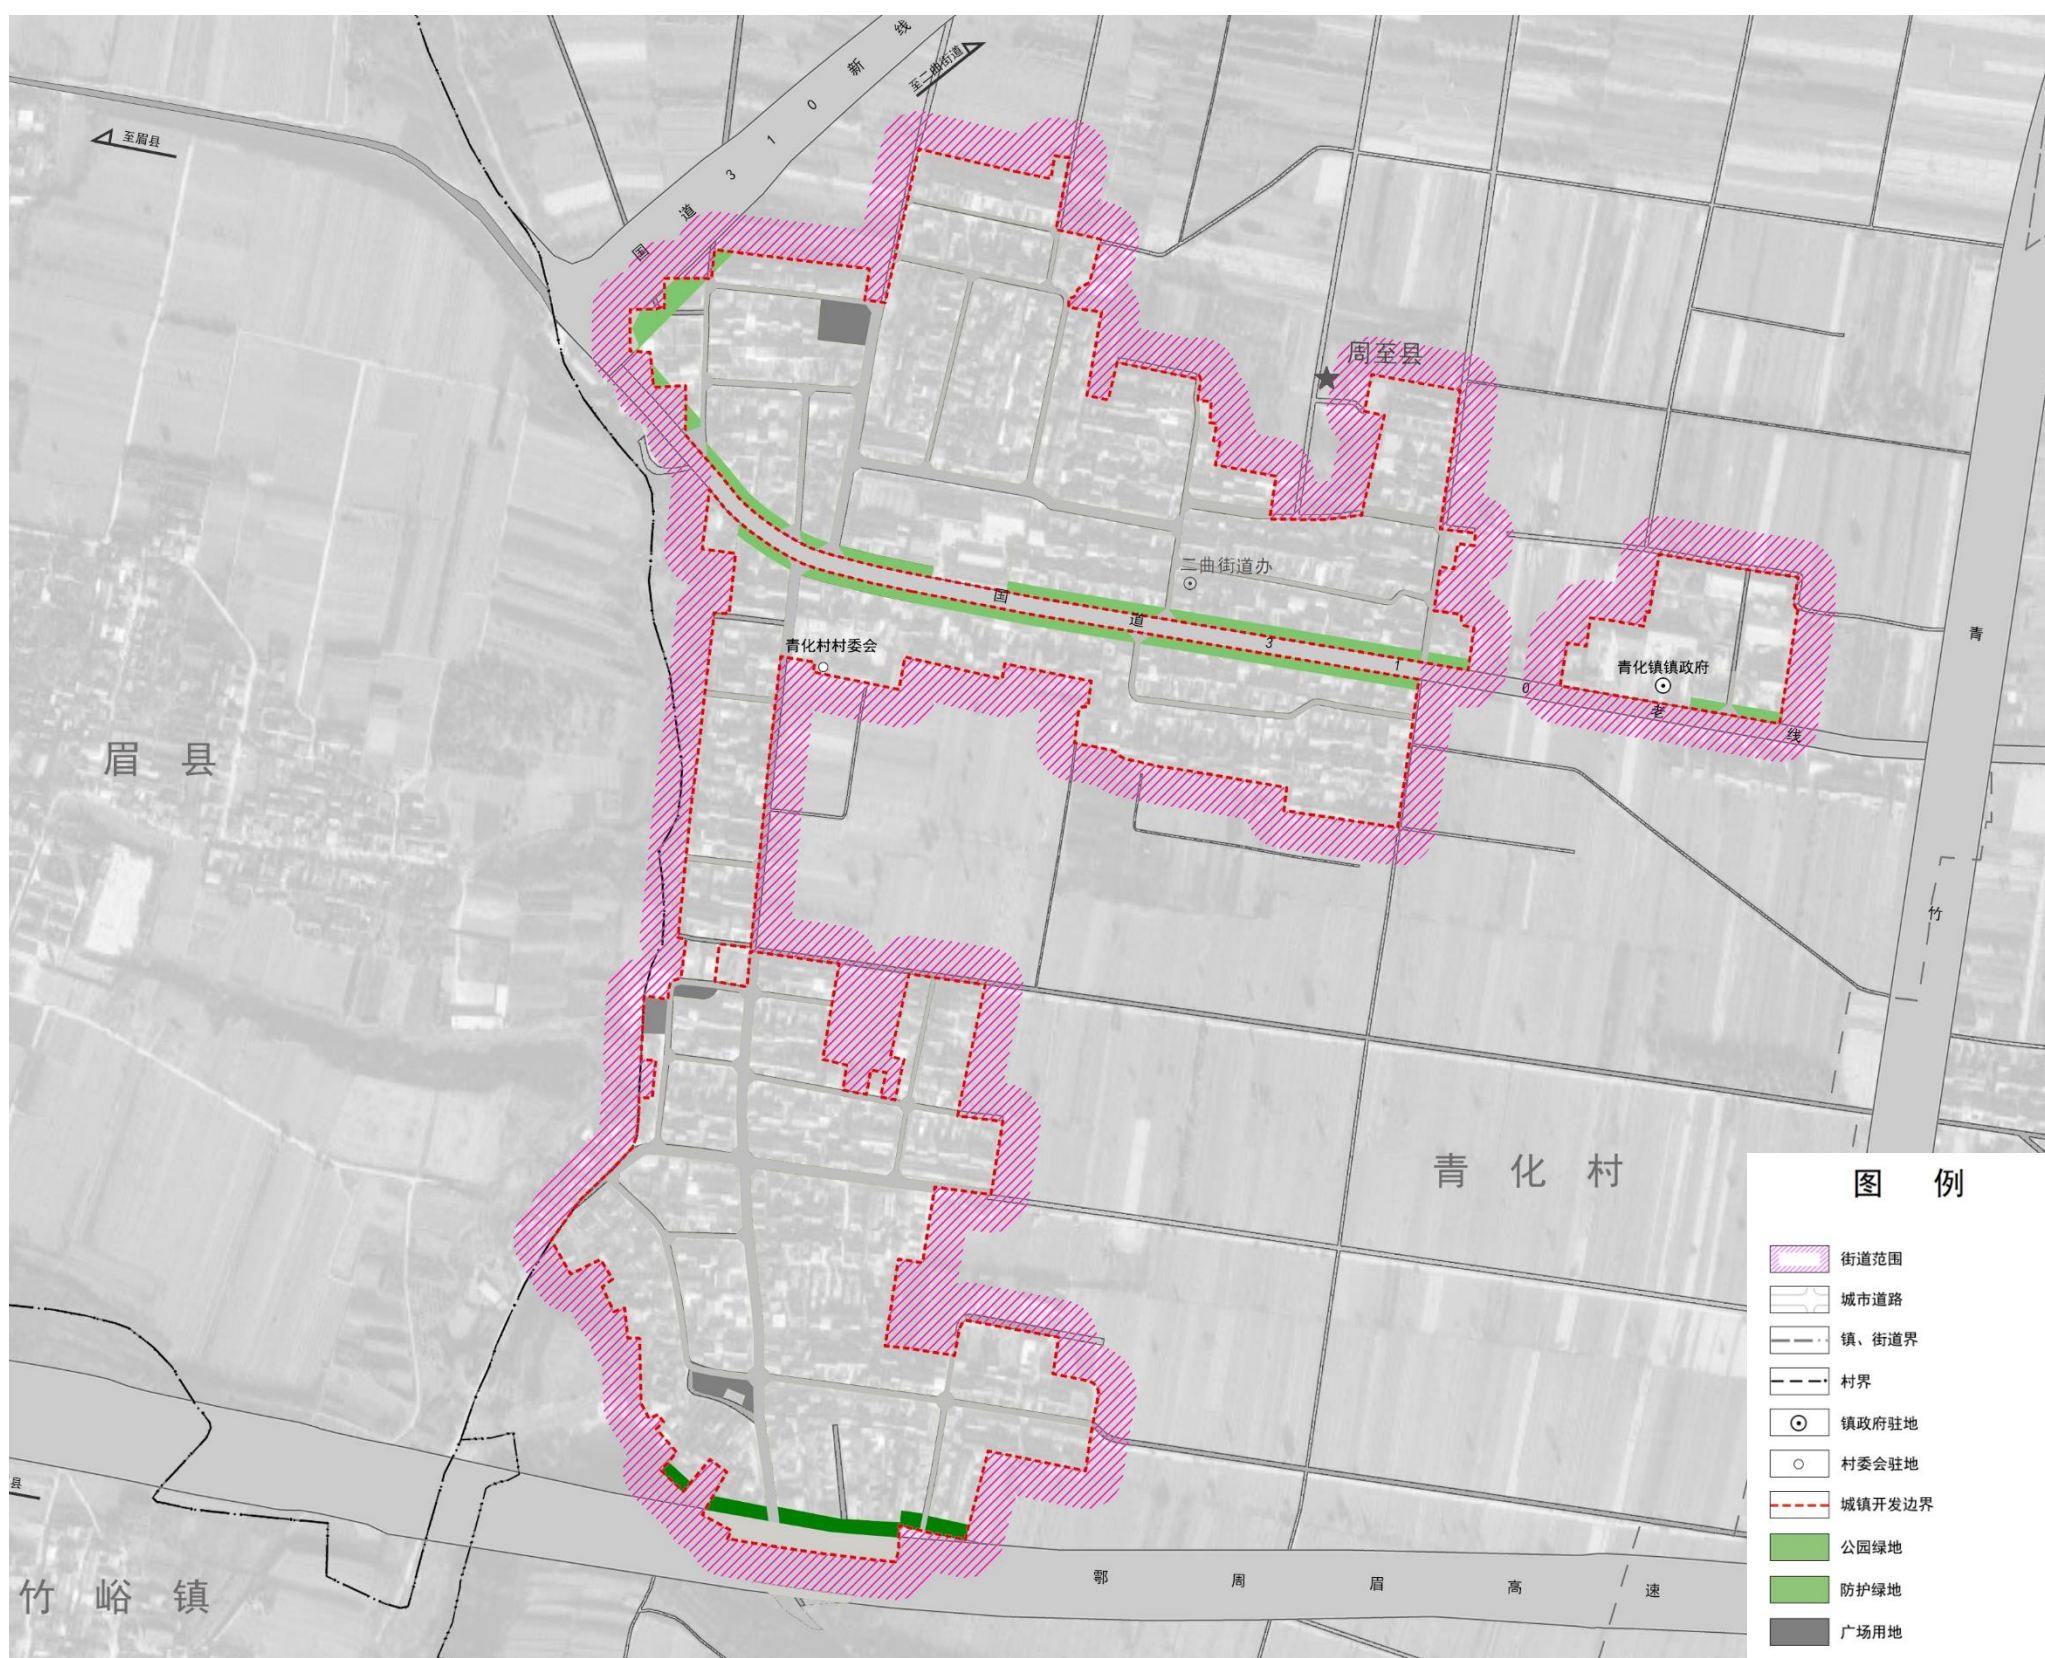 国道310新线
至二曲街道
至眉县
周至县
二曲街道办
国道310老线
青化村村委会
青化镇镇政府
青竹
眉县
青化村
竹峪镇
县
鄠周眉高速
图例
街道范围
城市道路
镇、街道界
村界
镇政府驻地
村委会驻地
城镇开发边界
公园绿地
防护绿地
广场用地